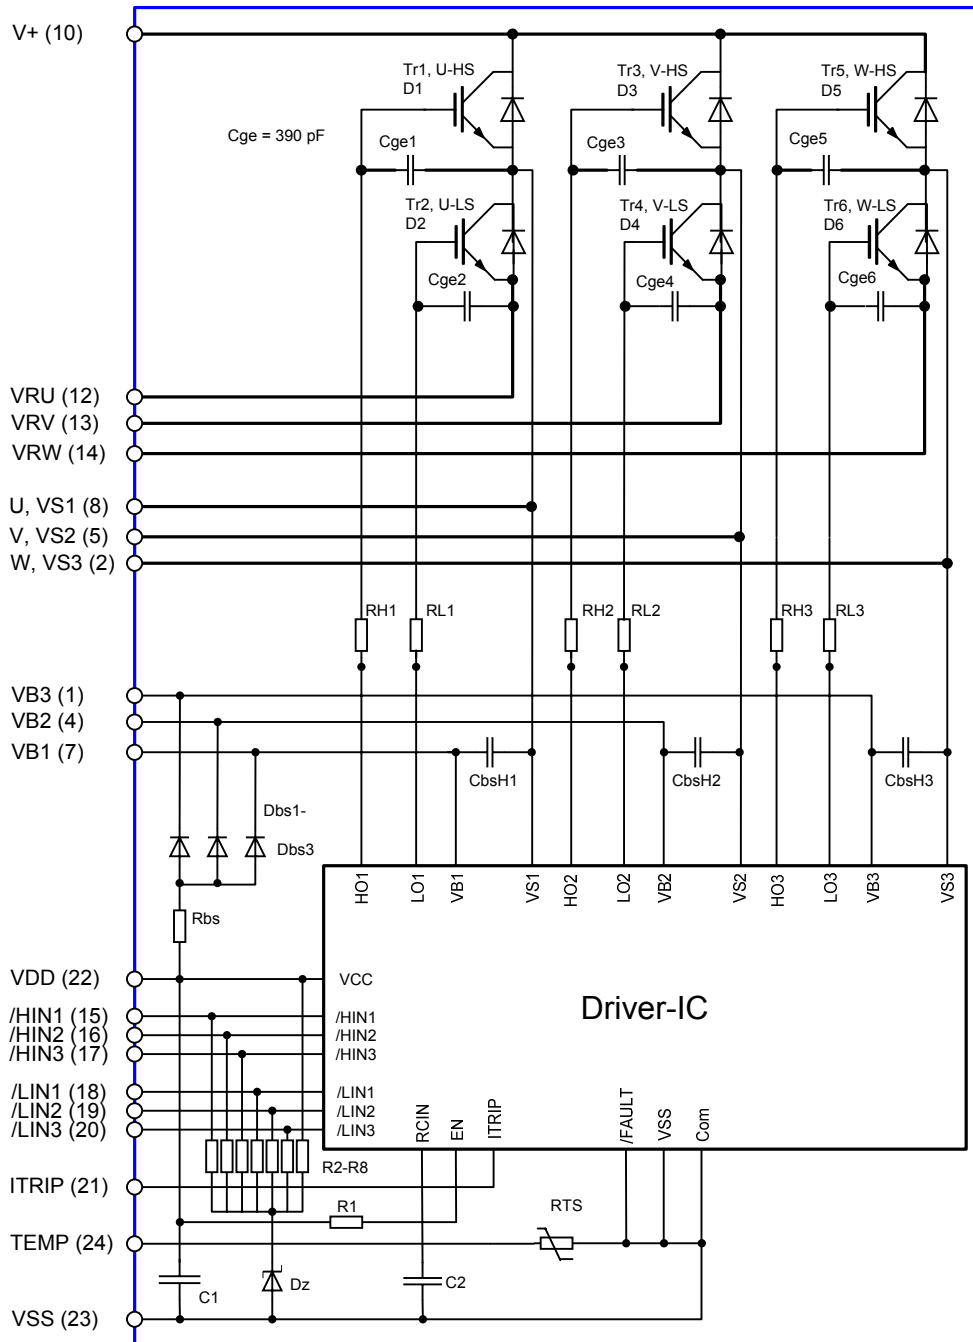 V+ (10)
Tr1, U-HS
D1
Tr3, V-HS
D3
Tr5, W-HS
D5
Cge = 390 pF
Cge1
Cge3
Cge5
Tr2, U-LS
D2
Tr4, V-LS
D4
Tr6, W-LS
D6
Cge2
Cge4
Cge6
VRU (12)
VRV (13)
VRW (14)
U, VS1 (8)
V, VS2 (5)
W, VS3 (2)
RH1
RL1
RH2
RL2
RH3
RL3
VB3 (1)
VB2 (4)
VB1 (7)
CbsH1
CbsH2
CbsH3
Dbs1-
Dbs3
HO1
LO1
VB1
VS1
HO2
LO2
VB2
VS2
HO3
LO3
VB3
VS3
Rbs
VDD (22)
VCC
Driver-IC
/HIN1 (15)
/HIN1
/HIN2 (16)
/HIN2
/HIN3 (17)
/HIN3
/LIN1 (18)
/LIN1
/LIN2 (19)
/LIN2
/LIN3 (20)
/LIN3
RCIN
EN
ITRIP
/FAULT
VSS
Com
R2-R8
ITRIP (21)
R1
RTS
TEMP (24)
C1
Dz
C2
VSS (23)